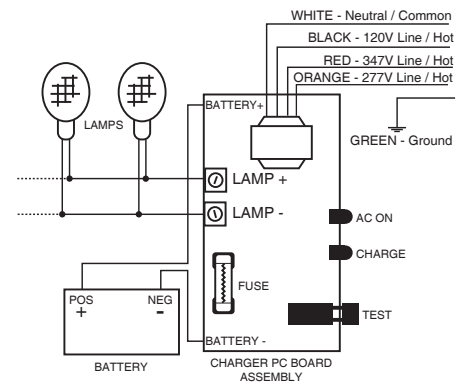 WHITE - Neutral / Common
BLACK - 120V Line / Hot
RED - 347V Line / Hot
ORANGE - 277V Line / Hot
BATTERY+
LAMPS
GREEN - Ground
LAMP +
LAMP -
AC ON
CHARGE
FUSE
POS
+
NEG
-
TEST
BATTERY -
BATTERY
CHARGER PC BOARD
ASSEMBLY